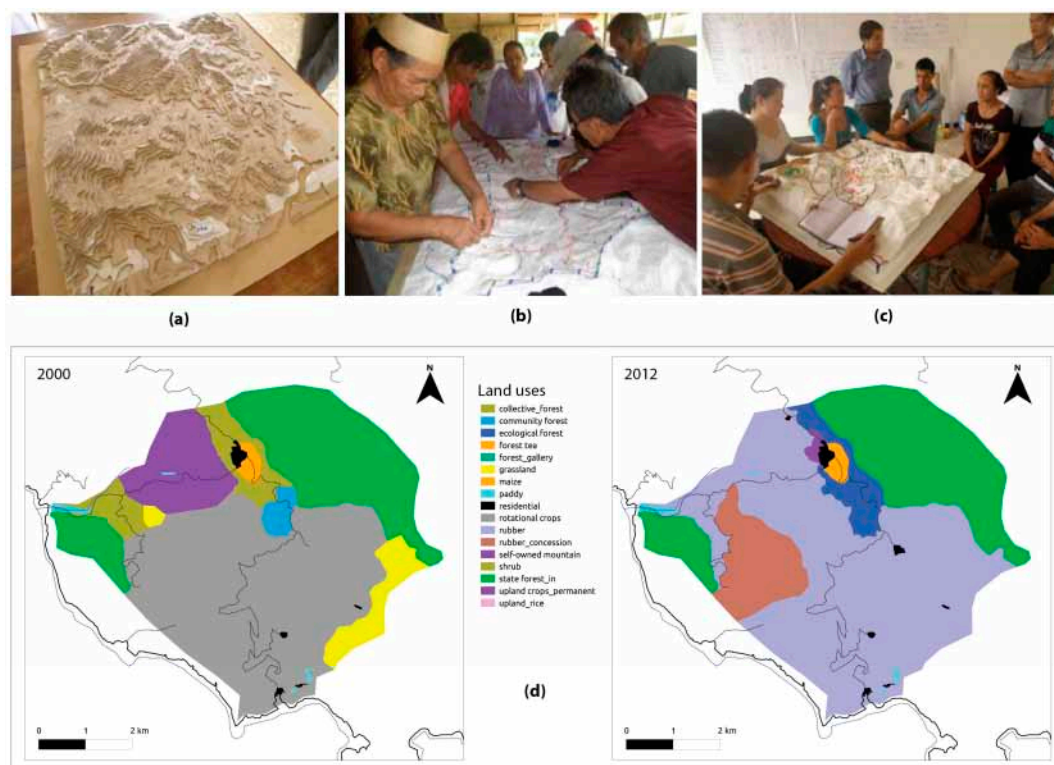 (a)
(b)
(c)
2000
N
Land uses
collective_forest
community forest
ecological forest
forest tea
forest_gallery
grassland
maize
paddy
residential
rotational crops
rubber
rubber_concession
self-owned mountain
shrub
state forest_in
upland crops_permanent
upland_rice
0 1 2 km
(d)
2012
N
0 1 2 km